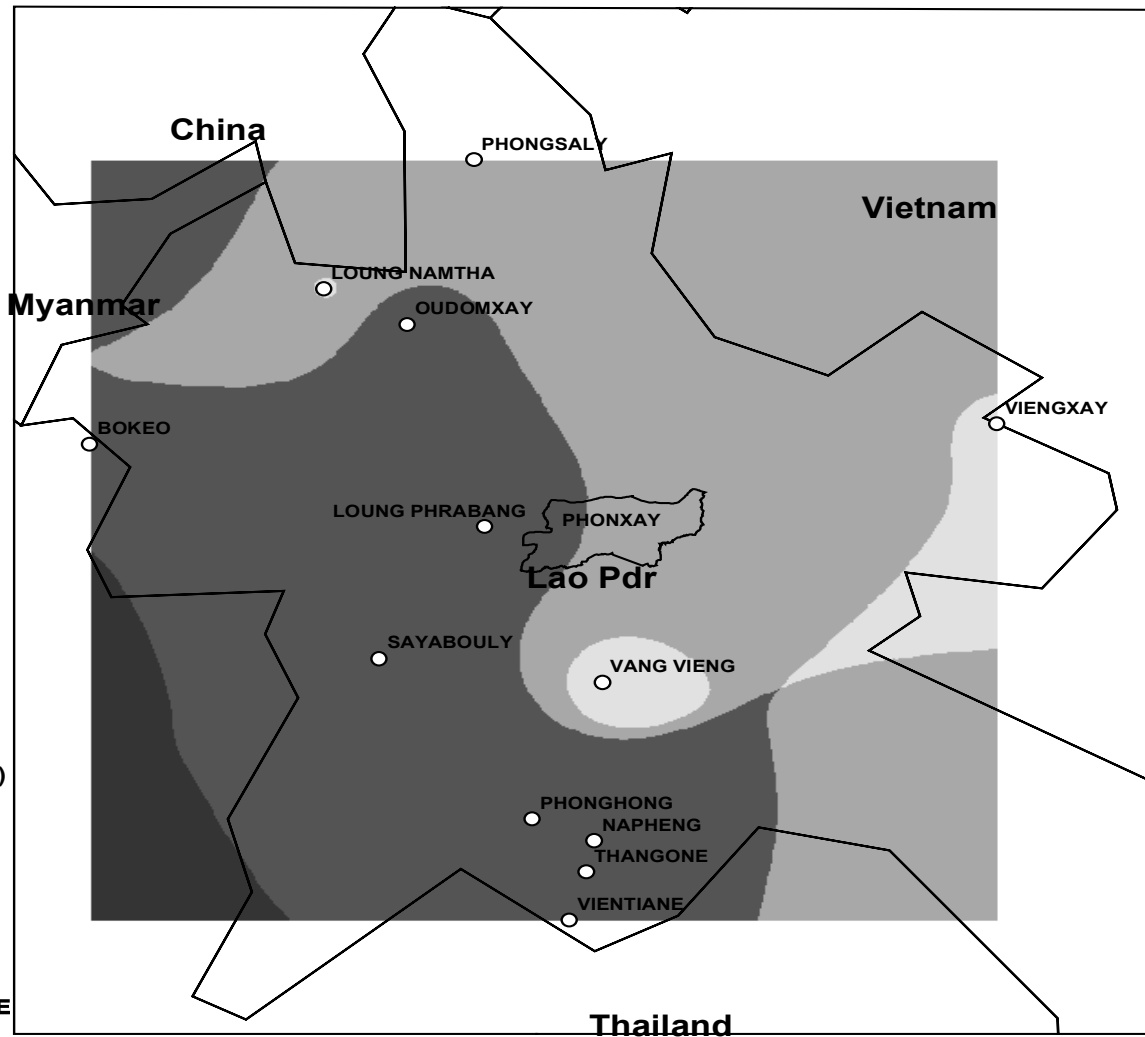 China
PHONGSALY
Vietnam
LOUNG NAMTHA
Myanmar
OUDOMXAY
VIENGXAY
BOKEO
LOUNG PHRABANG
PHONXAY
Lao Pdr
SAYABOULY
VANG VIENG
)
PHONGHONG
NAPHENG
THANGONE
VIENTIANE
E
Thailand